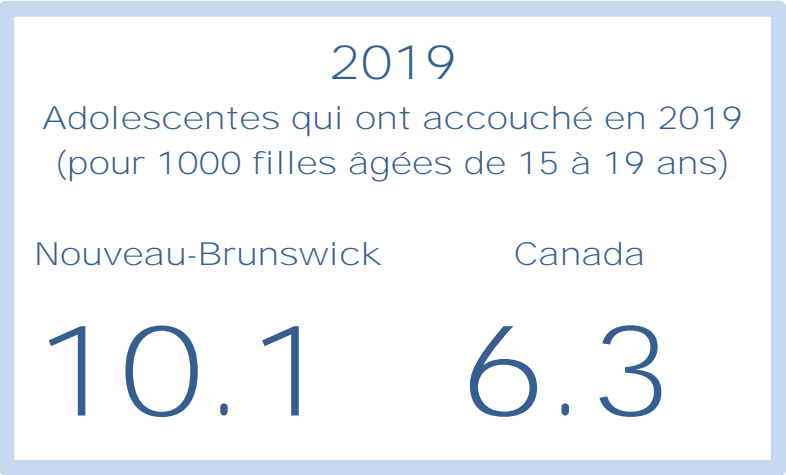 2019
Adolescentes qui ont accouché en 2019
(pour 1000 filles âgées de 15 à 19 ans)
Nouveau-Brunswick Canada
10.1 6.3